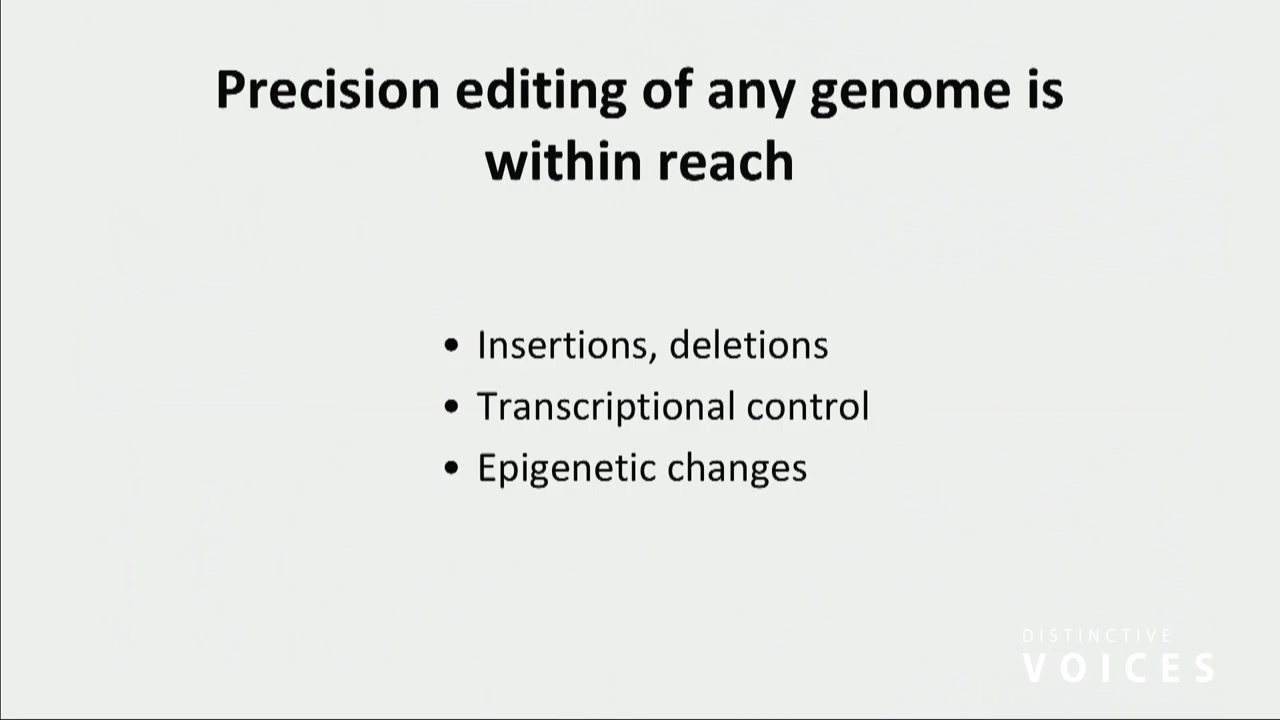 Precision editing of any genome is
within reach
• Insertions, deletions
• Transcriptional control
• Epigenetic changes
DISTINCTIVE
VOICES